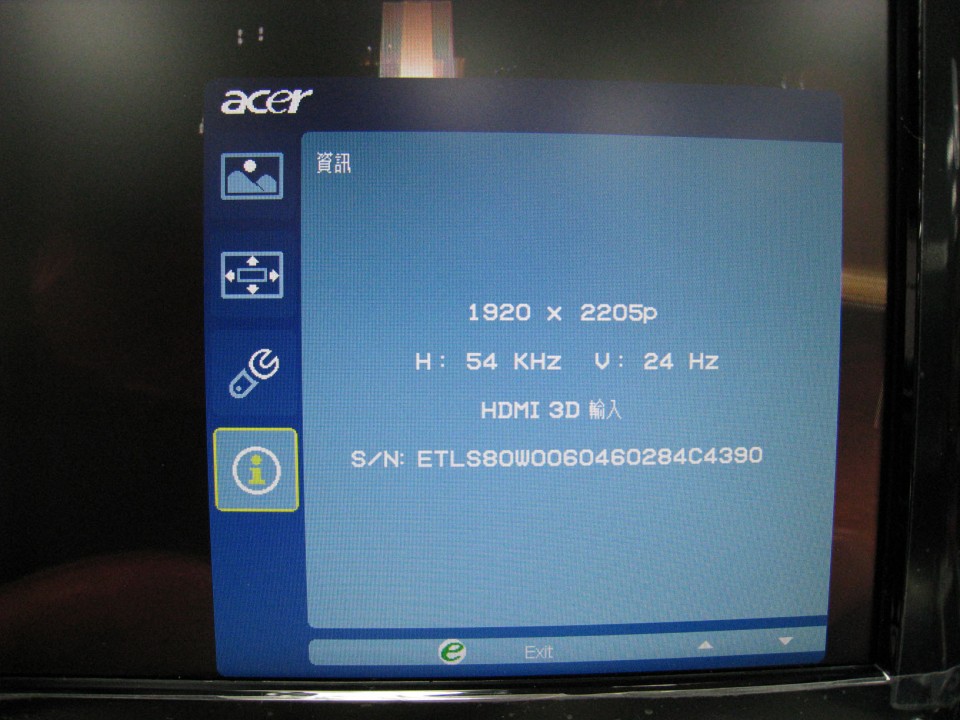 acer
資訊
1920 x 2205p
H: 54 KHz V: 24 Hz
HDMI 3D 輸入
S/N: ETLS80W0060460284C4390
e Exit